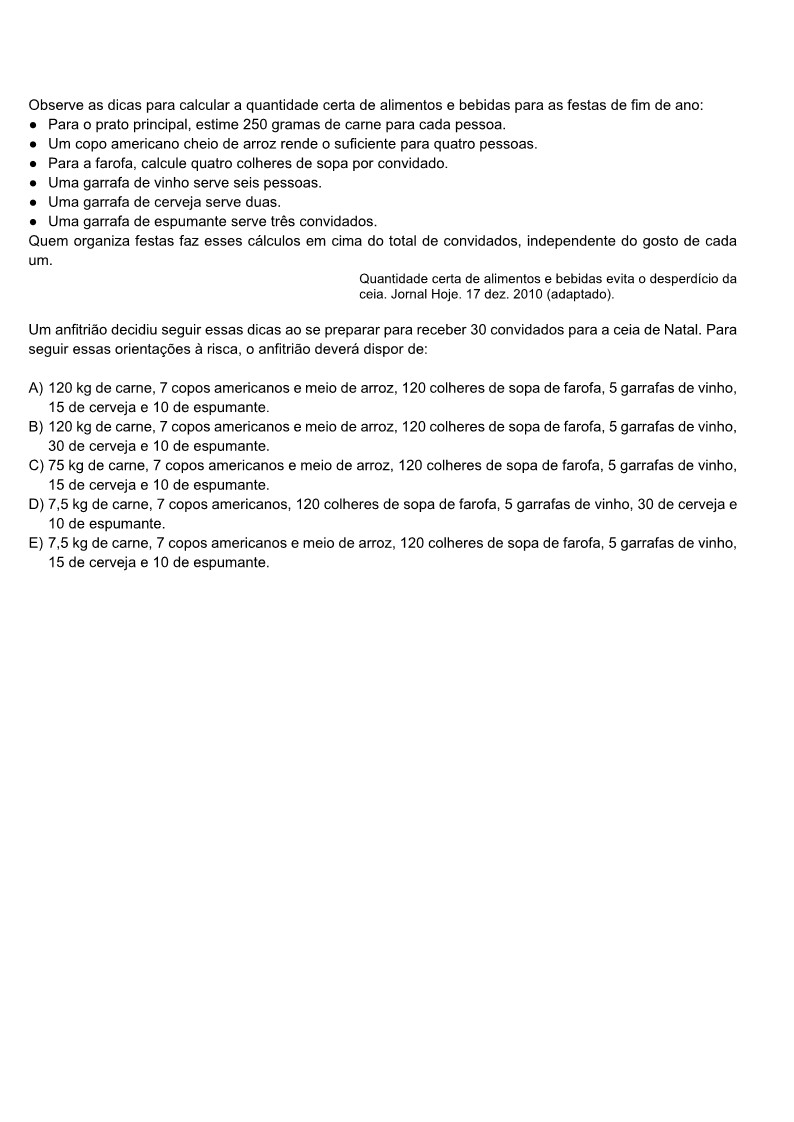 Observe as dicas para calcular a quantidade certa de alimentos e bebidas para as festas de fim de ano:
● Para o prato principal, estime 250 gramas de carne para cada pessoa.
● Um copo americano cheio de arroz rende o suficiente para quatro pessoas.
● Para a farofa, calcule quatro colheres de sopa por convidado.
● Uma garrafa de vinho serve seis pessoas.
● Uma garrafa de cerveja serve duas.
● Uma garrafa de espumante serve três convidados.
Quem organiza festas faz esses cálculos em cima do total de convidados, independente do gosto de cada
um.
Quantidade certa de alimentos e bebidas evita o desperdício da
ceia. Jornal Hoje. 17 dez. 2010 (adaptado).
Um anfitrião decidiu seguir essas dicas ao se preparar para receber 30 convidados para a ceia de Natal. Para
seguir essas orientações à risca, o anfitrião deverá dispor de:
A) 120 kg de carne, 7 copos americanos e meio de arroz, 120 colheres de sopa de farofa, 5 garrafas de vinho,
15 de cerveja e 10 de espumante.
B) 120 kg de carne, 7 copos americanos e meio de arroz, 120 colheres de sopa de farofa, 5 garrafas de vinho,
30 de cerveja e 10 de espumante.
C) 75 kg de carne, 7 copos americanos e meio de arroz, 120 colheres de sopa de farofa, 5 garrafas de vinho,
15 de cerveja e 10 de espumante.
D) 7,5 kg de carne, 7 copos americanos, 120 colheres de sopa de farofa, 5 garrafas de vinho, 30 de cerveja e
10 de espumante.
E) 7,5 kg de carne, 7 copos americanos e meio de arroz, 120 colheres de sopa de farofa, 5 garrafas de vinho,
15 de cerveja e 10 de espumante.